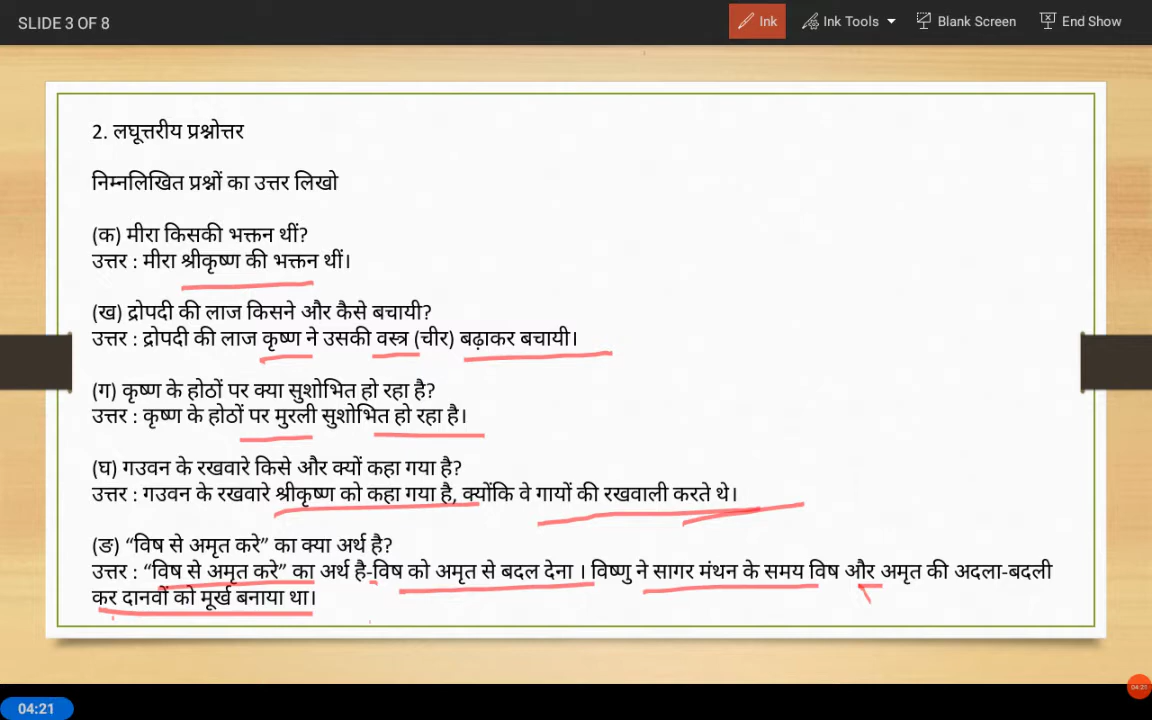 SLIDE 3 OF 8
Ink
Ink Tools
Blank Screen
End Show
2. लघूत्तरीय प्रश्नोत्तर
निम्नलिखित प्रश्नों का उत्तर लिखो
(क) मीरा किसकी भक्तन थीं?
उत्तर : मीरा श्रीकृष्ण की भक्तन थीं।
(ख) द्रोपदी की लाज किसने और कैसे बचायी?
उत्तर : द्रोपदी की लाज कृष्ण ने उसकी वस्त्र (चीर) बढ़ाकर बचायी।
(ग) कृष्ण के होठों पर क्या सुशोभित हो रहा है?
उत्तर : कृष्ण के होठों पर मुरली सुशोभित हो रहा है।
(घ) गउवन के रखवारे किसे और क्यों कहा गया है?
उत्तर : गउवन के रखवारे श्रीकृष्ण को कहा गया है, क्योंकि वे गायों की रखवाली करते थे।
(ङ) “विष से अमृत करे” का क्या अर्थ है?
उत्तर : “विष से अमृत करे” का अर्थ है-विष को अमृत से बदल देना । विष्णु ने सागर मंथन के समय विष और अमृत की अदला-बदली
कर दानवों को मूर्ख बनाया था।
04:21
04:21